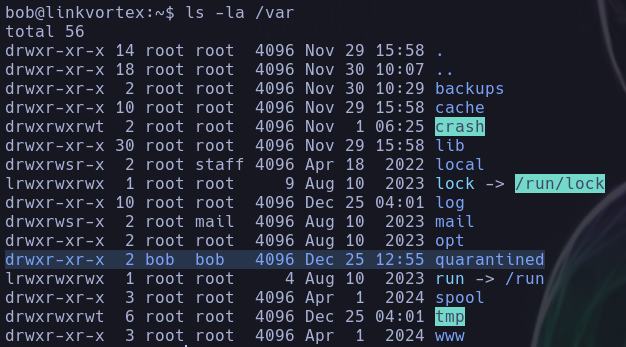 bob@linkvortex:~$ ls -la /var
total 56
drwxr-xr-x 14 root root  4096 Nov 29 15:58 .
drwxr-xr-x 18 root root  4096 Nov 30 10:07 ..
drwxr-xr-x  2 root root  4096 Nov 30 10:29 backups
drwxr-xr-x 10 root root  4096 Nov 29 15:58 cache
drwxrwxrwt  2 root root  4096 Nov  1 06:25 crash
drwxr-xr-x 30 root root  4096 Nov 29 15:58 lib
drwxrwsr-x  2 root staff 4096 Apr 18  2022 local
lrwxrwxrwx  1 root root     9 Aug 10  2023 lock -> /run/lock
drwxr-xr-x 10 root root  4096 Dec 25 04:01 log
drwxrwsr-x  2 root mail  4096 Aug 10  2023 mail
drwxr-xr-x  2 root root  4096 Aug 10  2023 opt
drwxr-xr-x  2 bob  bob   4096 Dec 25 12:55 quarantined
lrwxrwxrwx  1 root root     4 Aug 10  2023 run -> /run
drwxr-xr-x  3 root root  4096 Apr  1  2024 spool
drwxrwxrwt  6 root root  4096 Dec 25 04:01 tmp
drwxr-xr-x  3 root root  4096 Apr  1  2024 www